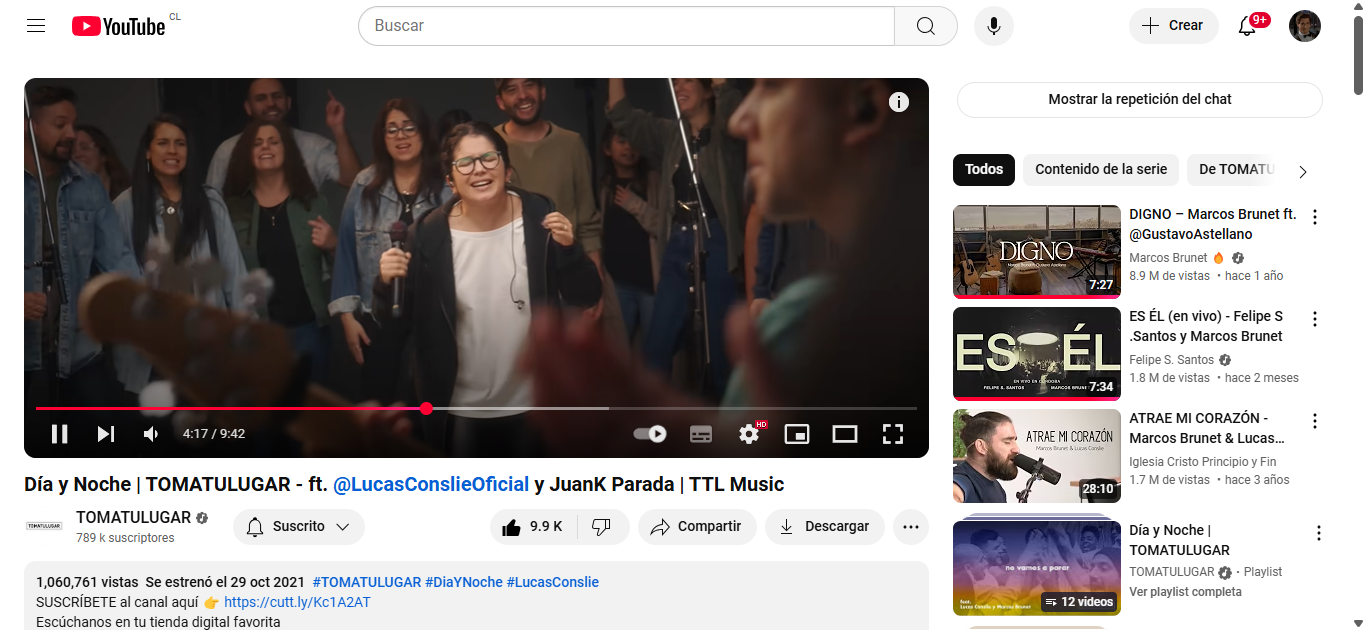 YouTube CL
Buscar
Crear
9+
4:17 / 9:42
HD
Día y Noche | TOMATULUGAR - ft. @LucasConslieOficial y JuanK Parada | TTL Music
TOMATULUGAR
TOMATULUGAR
789 k suscriptores
Suscrito
9.9 K
Compartir
Descargar
1,060,761 vistas Se estrenó el 29 oct 2021 #TOMATULUGAR #DiaYNoche #LucasConslie
SUSCRÍBETE al canal aquí 👉 https://cutt.ly/Kc1A2AT
Escúchanos en tu tienda digital favorita
Mostrar la repetición del chat
Todos
Contenido de la serie
De TOMATU
DIGNO
7:27
DIGNO – Marcos Brunet ft.
@GustavoAstellano
Marcos Brunet 🔥
8.9 M de vistas • hace 1 año
ES ÉL
EN VIVO EN CÓRDOBA
FELIPE S. SANTOS
MARCOS BRUNE
7:34
ES ÉL (en vivo) - Felipe S
.Santos y Marcos Brunet
Felipe S. Santos
1.8 M de vistas • hace 2 meses
ATRAE MI CORAZÓN
Marcos Brunet & Lucas Conslie
28:10
ATRAE MI CORAZÓN -
Marcos Brunet & Lucas...
Iglesia Cristo Principio y Fin
1.7 M de vistas • hace 3 años
no vamos a parar
feat.
Lucas Conslie y Marcos Brunet
12 videos
Día y Noche |
TOMATULUGAR
TOMATULUGAR • Playlist
Ver playlist completa